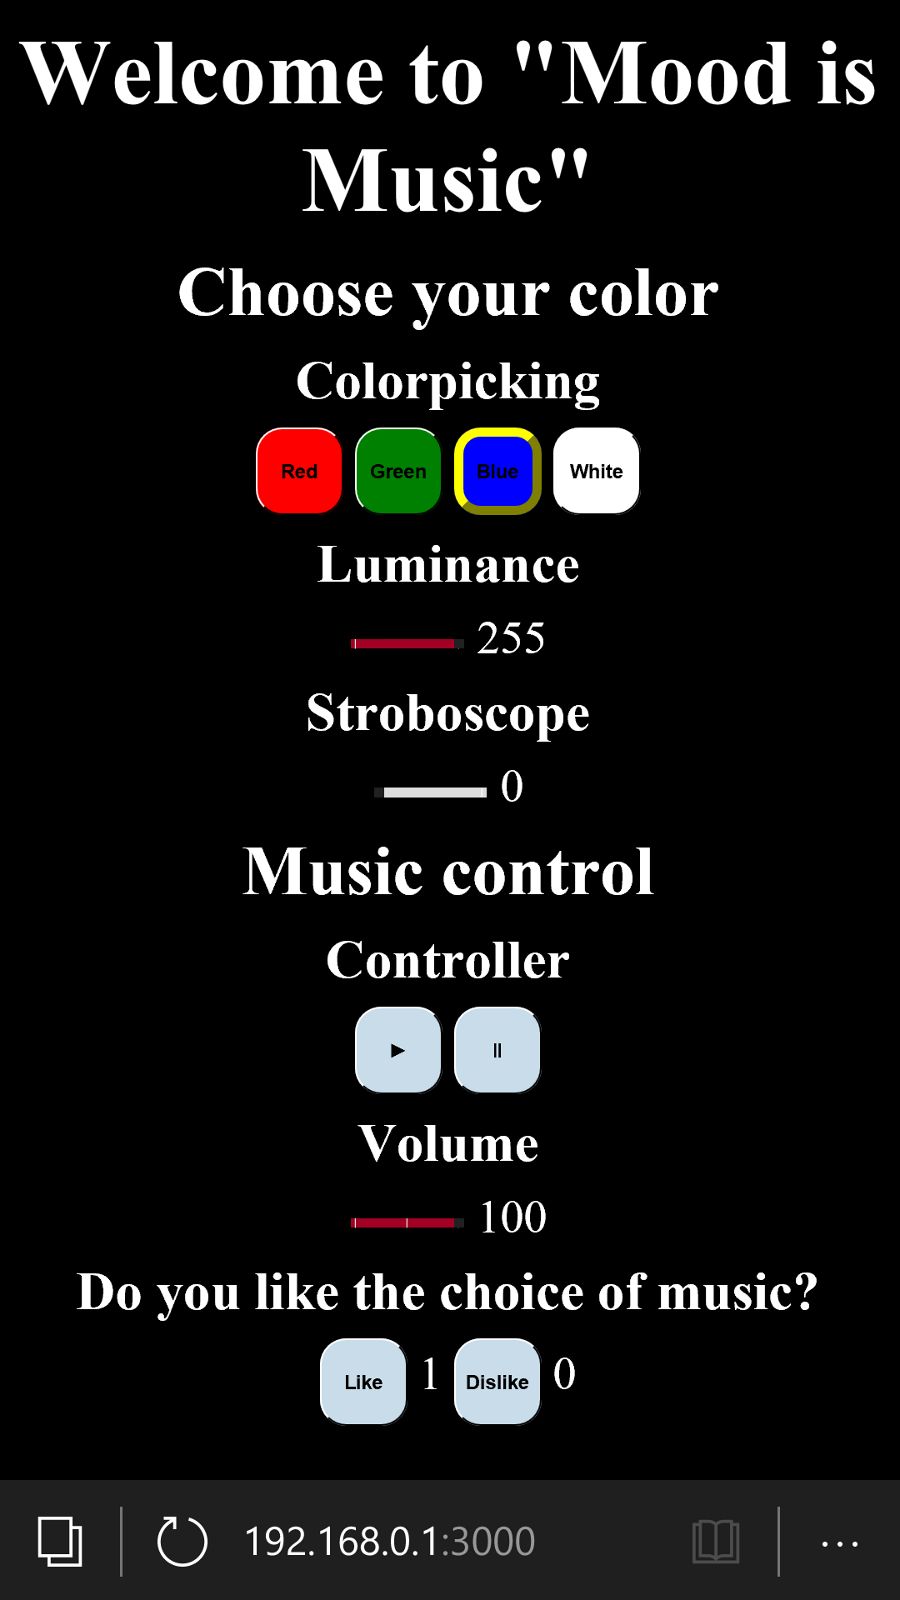 Welcome to "Mood is
Music"
Choose your color
Colorpicking
Red Green Blue White
Luminance
255
Stroboscope
0
Music control
Controller
Volume
100
Do you like the choice of music?
Like 1 Dislike 0
192.168.0.1:3000